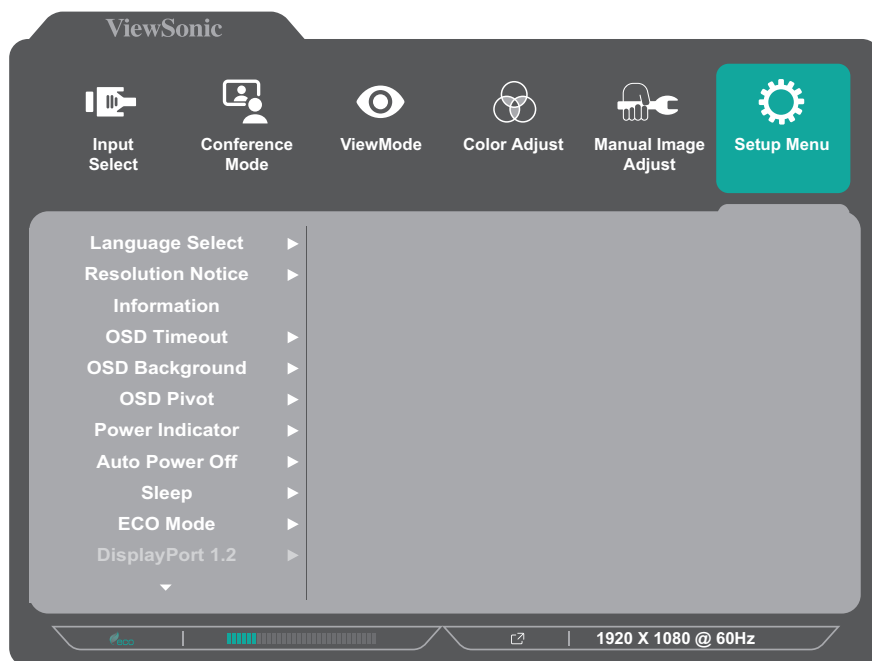 ViewSonic
Input
Select
Conference
Mode
ViewMode
Color Adjust
Manual Image
Adjust
Setup Menu
Language Select
Resolution Notice
Information
OSD Timeout
OSD Background
OSD Pivot
Power Indicator
Auto Power Off
Sleep
ECO Mode
DisplayPort 1.2
eco
1920 X 1080 @ 60Hz